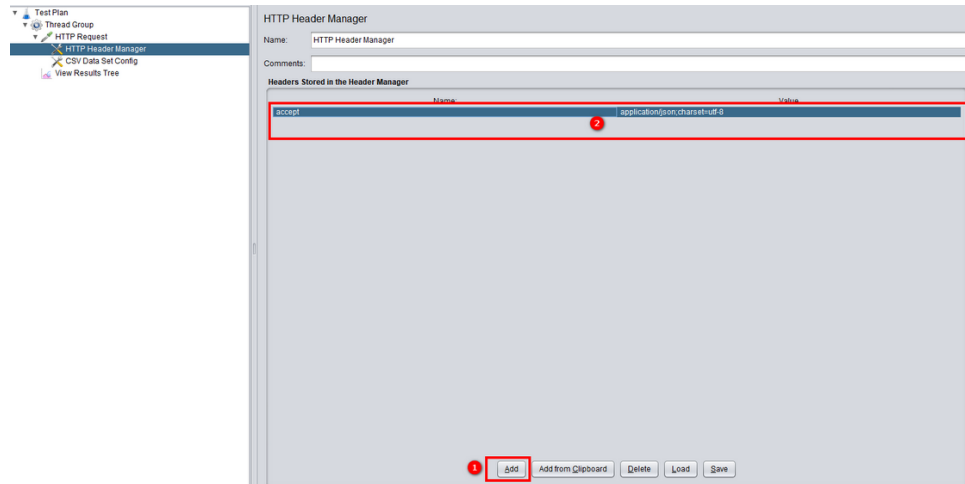 Test Plan
Thread Group
HTTP Request
HTTP Header Manager
CSV Data Set Config
View Results Tree
HTTP Header Manager
Name: HTTP Header Manager
Comments:
Headers Stored in the Header Manager
Name: Value
accept application/json;charset=utf-8
2
1 Add Add from Clipboard Delete Load Save